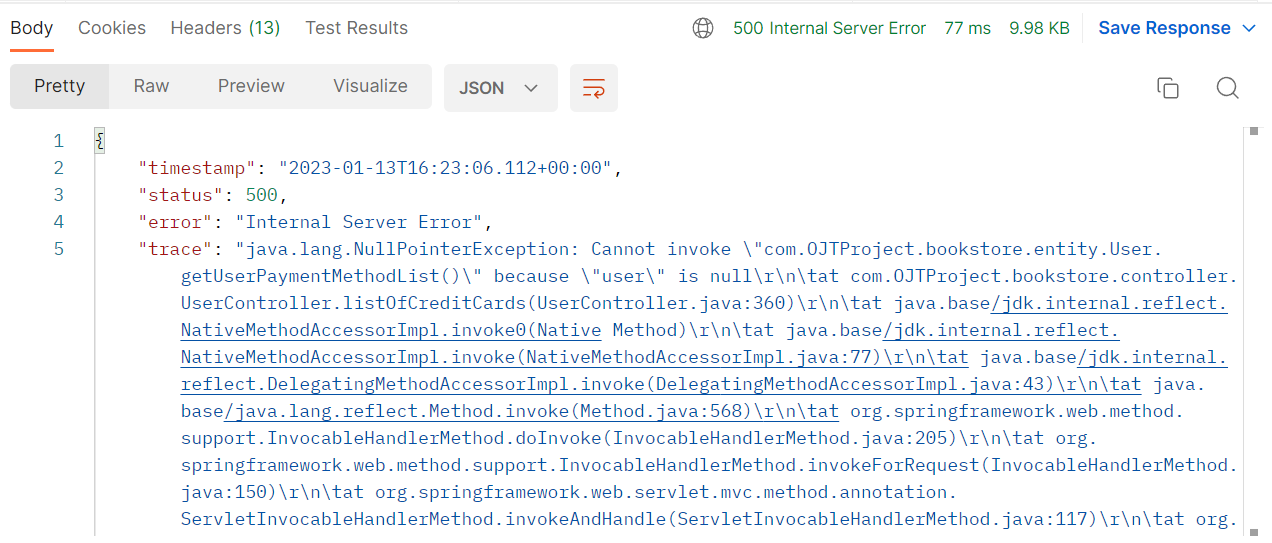 Body Cookies Headers (13) Test Results 500 Internal Server Error 77 ms 9.98 KB Save Response
Pretty Raw Preview Visualize JSON
1 {
2 "timestamp": "2023-01-13T16:23:06.112+00:00",
3 "status": 500,
4 "error": "Internal Server Error",
5 "trace": "java.lang.NullPointerException: Cannot invoke \"com.OJTProject.bookstore.entity.User.
getUserPaymentMethodList()\" because \"user\" is null\r\n\tat com.OJTProject.bookstore.controller.
UserController.listOfCreditCards(UserController.java:360)\r\n\tat java.base/jdk.internal.reflect.
NativeMethodAccessorImpl.invoke0(Native Method)\r\n\tat java.base/jdk.internal.reflect.
NativeMethodAccessorImpl.invoke(NativeMethodAccessorImpl.java:77)\r\n\tat java.base/jdk.internal.
reflect.DelegatingMethodAccessorImpl.invoke(DelegatingMethodAccessorImpl.java:43)\r\n\tat java.
base/java.lang.reflect.Method.invoke(Method.java:568)\r\n\tat org.springframework.web.method.
support.InvocableHandlerMethod.doInvoke(InvocableHandlerMethod.java:205)\r\n\tat org.
springframework.web.method.support.InvocableHandlerMethod.invokeForRequest(InvocableHandlerMethod.
java:150)\r\n\tat org.springframework.web.servlet.mvc.method.annotation.
ServletInvocableHandlerMethod.invokeAndHandle(ServletInvocableHandlerMethod.java:117)\r\n\tat org.